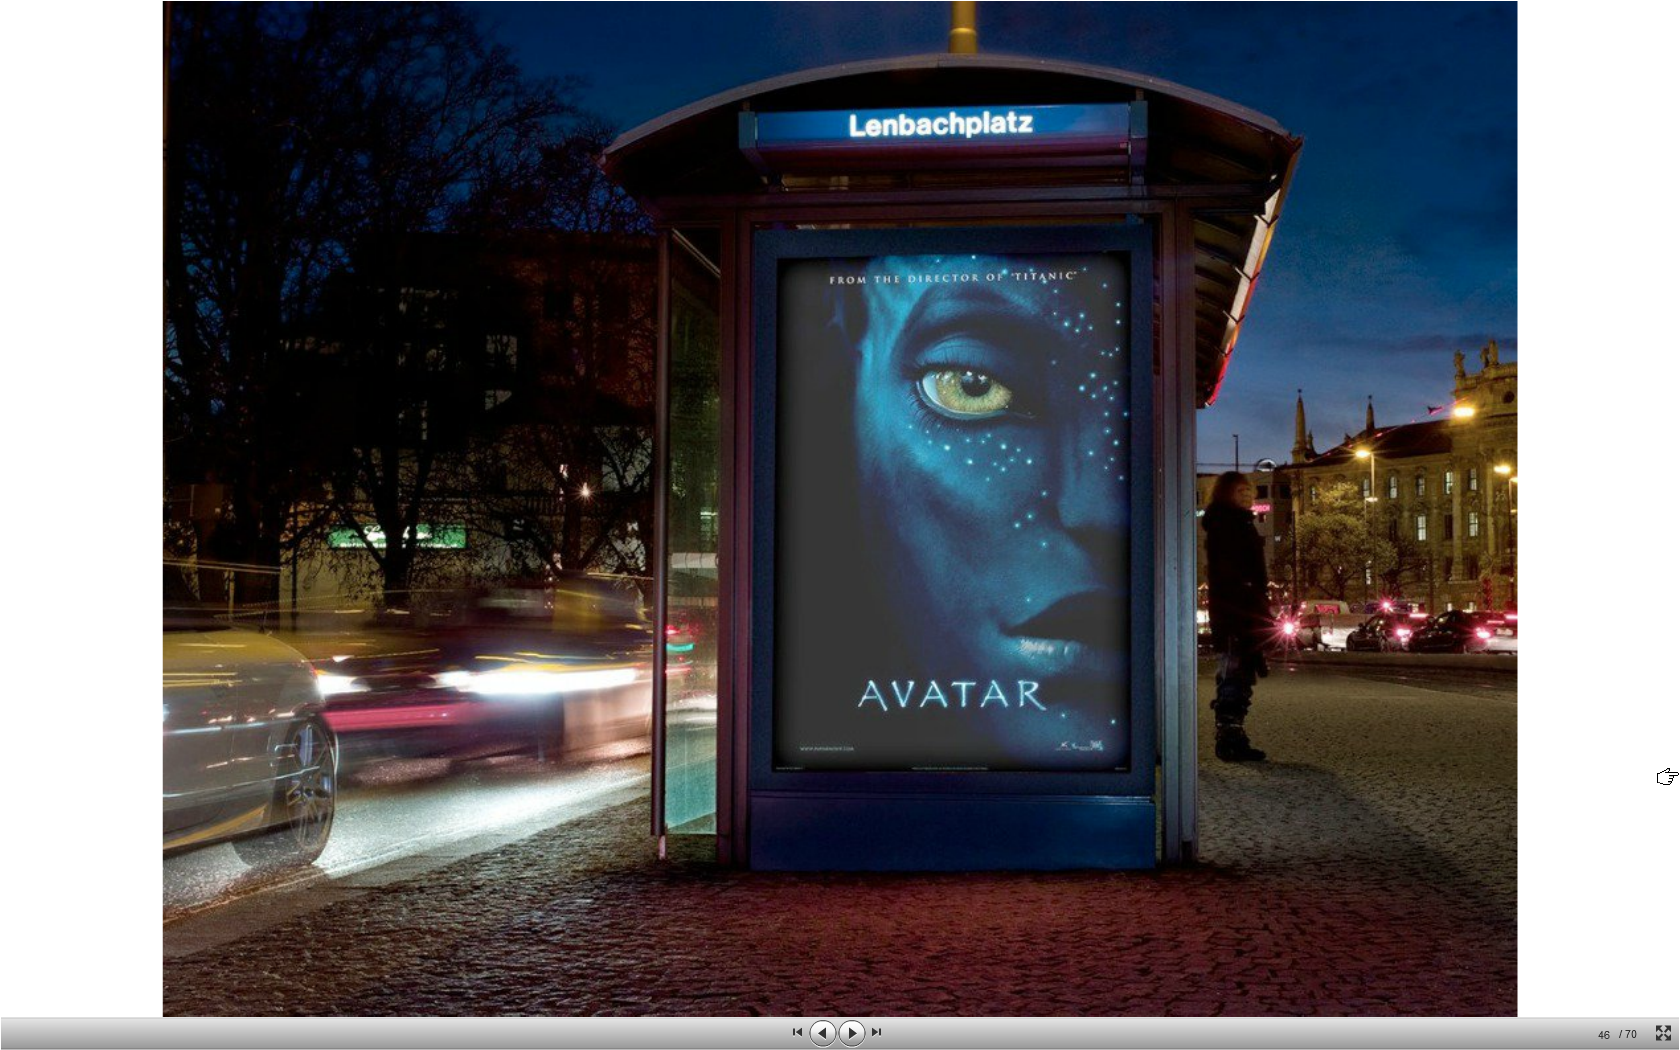 Lenbachplatz
FROM THE DIRECTOR OF "TITANIC"
AVATAR
46 / 70